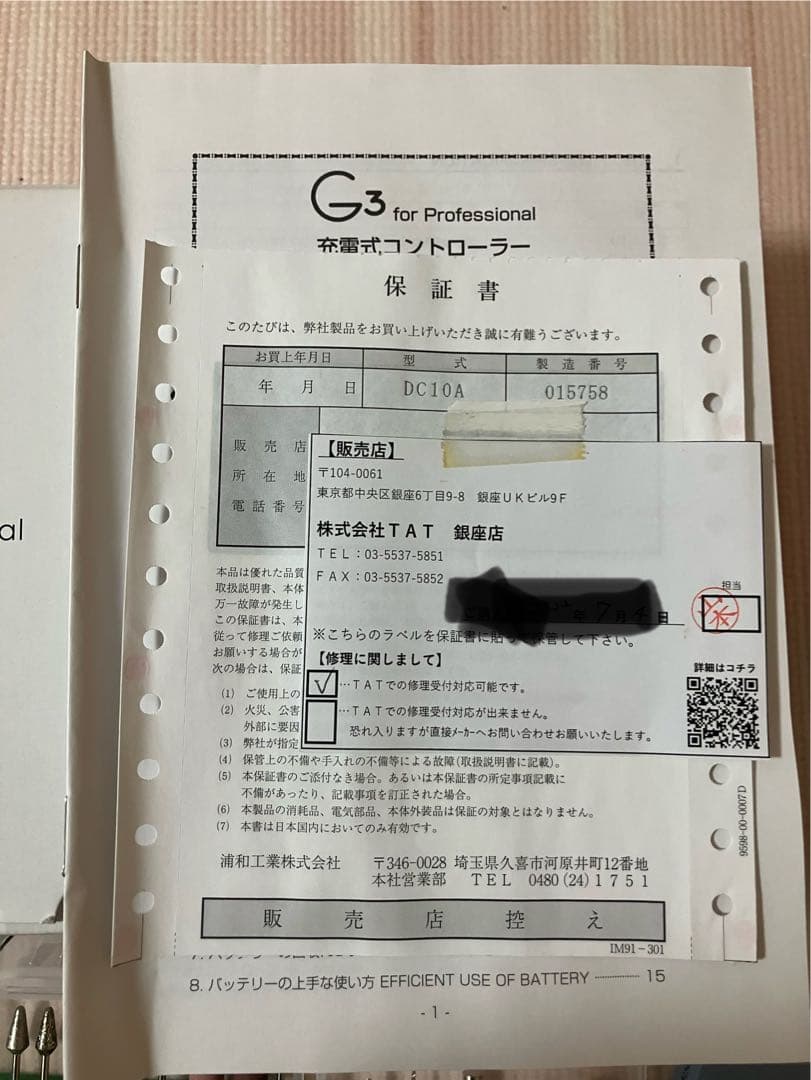 al
G3 for Professional
充電式コントローラー
保証書
このたびは、弊社製品をお買い上げいただき誠に有難うございます。
お買上年月日 型式 製造番号
年 月 日 DC10A 015758
販売店
所在地
電話番号
【販売店】
〒104-0061
東京都中央区銀座6丁目9-8 銀座UKビル9F
株式会社TAT 銀座店
TEL:03-5537-5851
FAX:03-5537-5852
担当
年 7月 日
※こちらのラベルを保証書に貼って保管して下さい。
【修理に関しまして】
✓…TATでの修理受付対応可能です。
…TATでの修理受付対応が出来ません。
恐れ入りますが直接メーカーへお問い合わせお願いいたします。
詳細はコチラ
本品は優れた品質
取扱説明書、本体
万一故障が発生し
この保証書は、本
従って修理ご依頼
お願いする場合が
次の場合は、保証
(1) ご使用上の
(2) 火災、公害
外部に要因
(3) 弊社が指定
(4) 保管上の不備や手入れの不備等による故障(取扱説明書に記載)。
(5) 本保証書のご添付なき場合。あるいは本保証書の所定事項記載に
不備があったり、記載事項を訂正された場合。
(6) 本製品の消耗品、電気部品、本体外装品は保証の対象とはなりません。
(7) 本書は日本国内においてのみ有効です。
9598-00-0007D
浦和工業株式会社 〒346-0028 埼玉県久喜市河原井町12番地
本社営業部 TEL 0480(24)1751
販売店控え
IM91-301
8. バッテリーの上手な使い方 EFFICIENT USE OF BATTERY 15
- 1 -